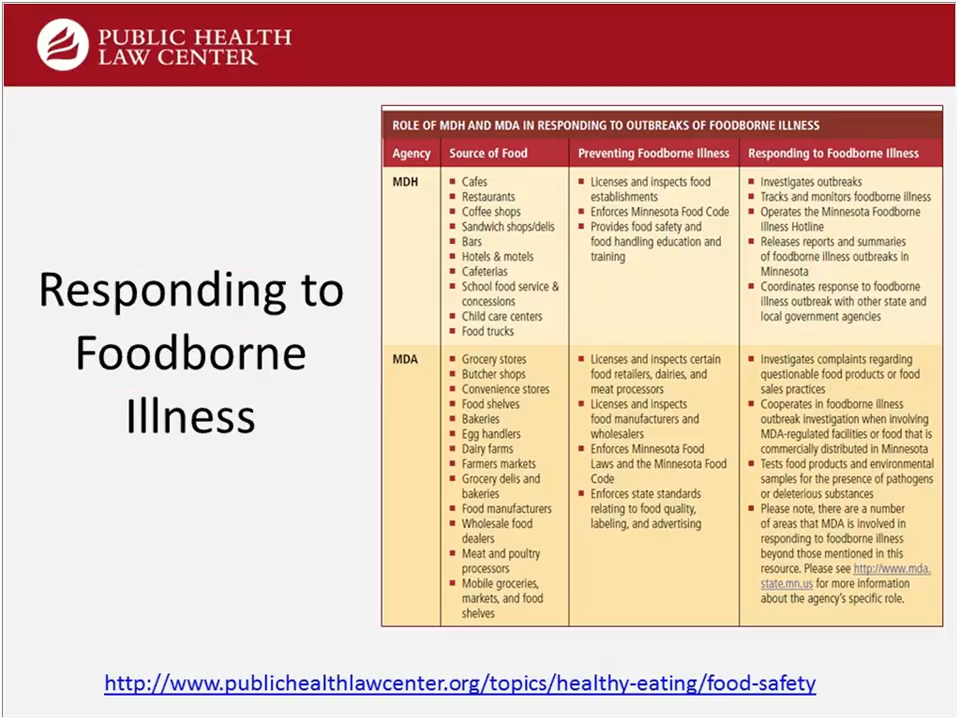 PUBLIC HEALTH
LAW CENTER
Responding to
Foodborne
Illness
ROLE OF MDH AND MDA IN RESPONDING TO OUTBREAKS OF FOODBORNE ILLNESS
Agency Source of Food Preventing Foodborne Illness Responding to Foodborne Illness
MDH
Cafes
Restaurants
Coffee shops
Sandwich shops/delis
Bars
Hotels & motels
Cafeterias
School food service &
concessions
Child care centers
Food trucks
Licenses and inspects food
establishments
Enforces Minnesota Food Code
Provides food safety and
food handling education and
training
Investigates outbreaks
Tracks and monitors foodborne illness
Operates the Minnesota Foodborne
Illness Hotline
Releases reports and summaries
of foodborne illness outbreaks in
Minnesota
Coordinates response to foodborne
illness outbreak with other state and
local government agencies
MDA
Grocery stores
Butcher shops
Convenience stores
Food shelves
Bakeries
Egg handlers
Dairy farms
Farmers markets
Grocery delis and
bakeries
Food manufacturers
Wholesale food
dealers
Meat and poultry
processors
Mobile groceries,
markets, and food
shelves
Licenses and inspects certain
food retailers, dairies, and
meat processors
Licenses and inspects
food manufacturers and
wholesalers
Enforces Minnesota Food
Laws and the Minnesota Food
Code
Enforces state standards
relating to food quality,
labeling, and advertising
Investigates complaints regarding
questionable food products or food
sales practices
Cooperates in foodborne illness
outbreak investigation when involving
MDA-regulated facilities or food that is
commercially distributed in Minnesota
Tests food products and environmental
samples for the presence of pathogens
or deleterious substances
Please note, there are a number
of areas that MDA is involved in
responding to foodborne illness
beyond those mentioned in this
resource. Please see http://www.mda.
state.mn.us for more information
about the agency's specific role.
http://www.publichealthlawcenter.org/topics/healthy-eating/food-safety